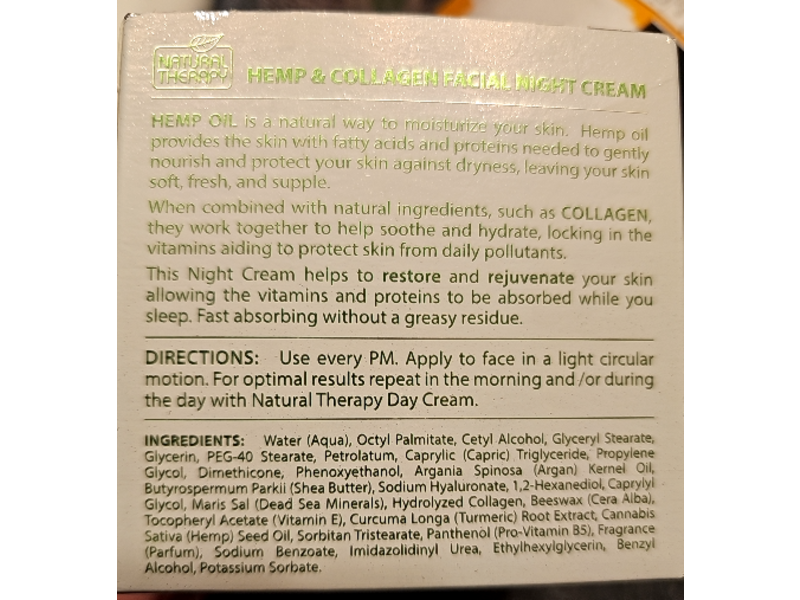 NATURAL
THERAPY
HEMP & COLLAGEN FACIAL NIGHT CREAM
HEMP OIL is a natural way to moisturize your skin. Hemp oil
provides the skin with fatty acids and proteins needed to gently
nourish and protect your skin against dryness, leaving your skin
soft, fresh, and supple.
When combined with natural ingredients, such as COLLAGEN,
they work together to help soothe and hydrate, locking in the
vitamins aiding to protect skin from daily pollutants.
This Night Cream helps to restore and rejuvenate your skin
allowing the vitamins and proteins to be absorbed while you
sleep. Fast absorbing without a greasy residue.
DIRECTIONS: Use every PM. Apply to face in a light circular
motion. For optimal results repeat in the morning and /or during
the day with Natural Therapy Day Cream.
INGREDIENTS: Water (Aqua), Octyl Palmitate, Cetyl Alcohol, Glyceryl Stearate,
Glycerin, PEG-40 Stearate, Petrolatum, Caprylic (Capric) Triglyceride, Propylene
Glycol, Dimethicone, Phenoxyethanol, Argania Spinosa (Argan) Kernel Oil,
Butyrospermum Parkii (Shea Butter), Sodium Hyaluronate, 1,2-Hexanediol, Caprylyl
Glycol, Maris Sal (Dead Sea Minerals), Hydrolyzed Collagen, Beeswax (Cera Alba),
Tocopheryl Acetate (Vitamin E), Curcuma Longa (Turmeric) Root Extract, Cannabis
Sativa (Hemp) Seed Oil, Sorbitan Tristearate, Panthenol (Pro-Vitamin B5), Fragrance
(Parfum), Sodium Benzoate, Imidazolidinyl Urea, Ethylhexylglycerin, Benzyl
Alcohol, Potassium Sorbate.